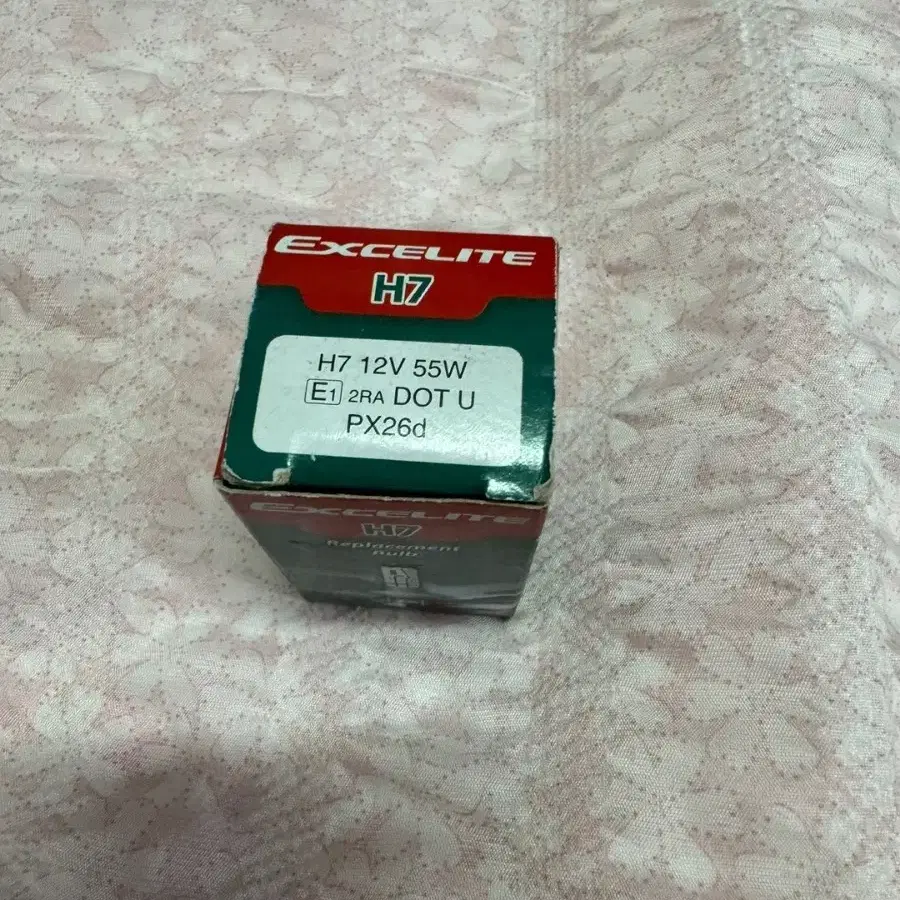 EXCELITE
H7
H7 12V 55W
E1 2RA DOT U
PX26d
EXCELITE
H7
Replacement
Bulb